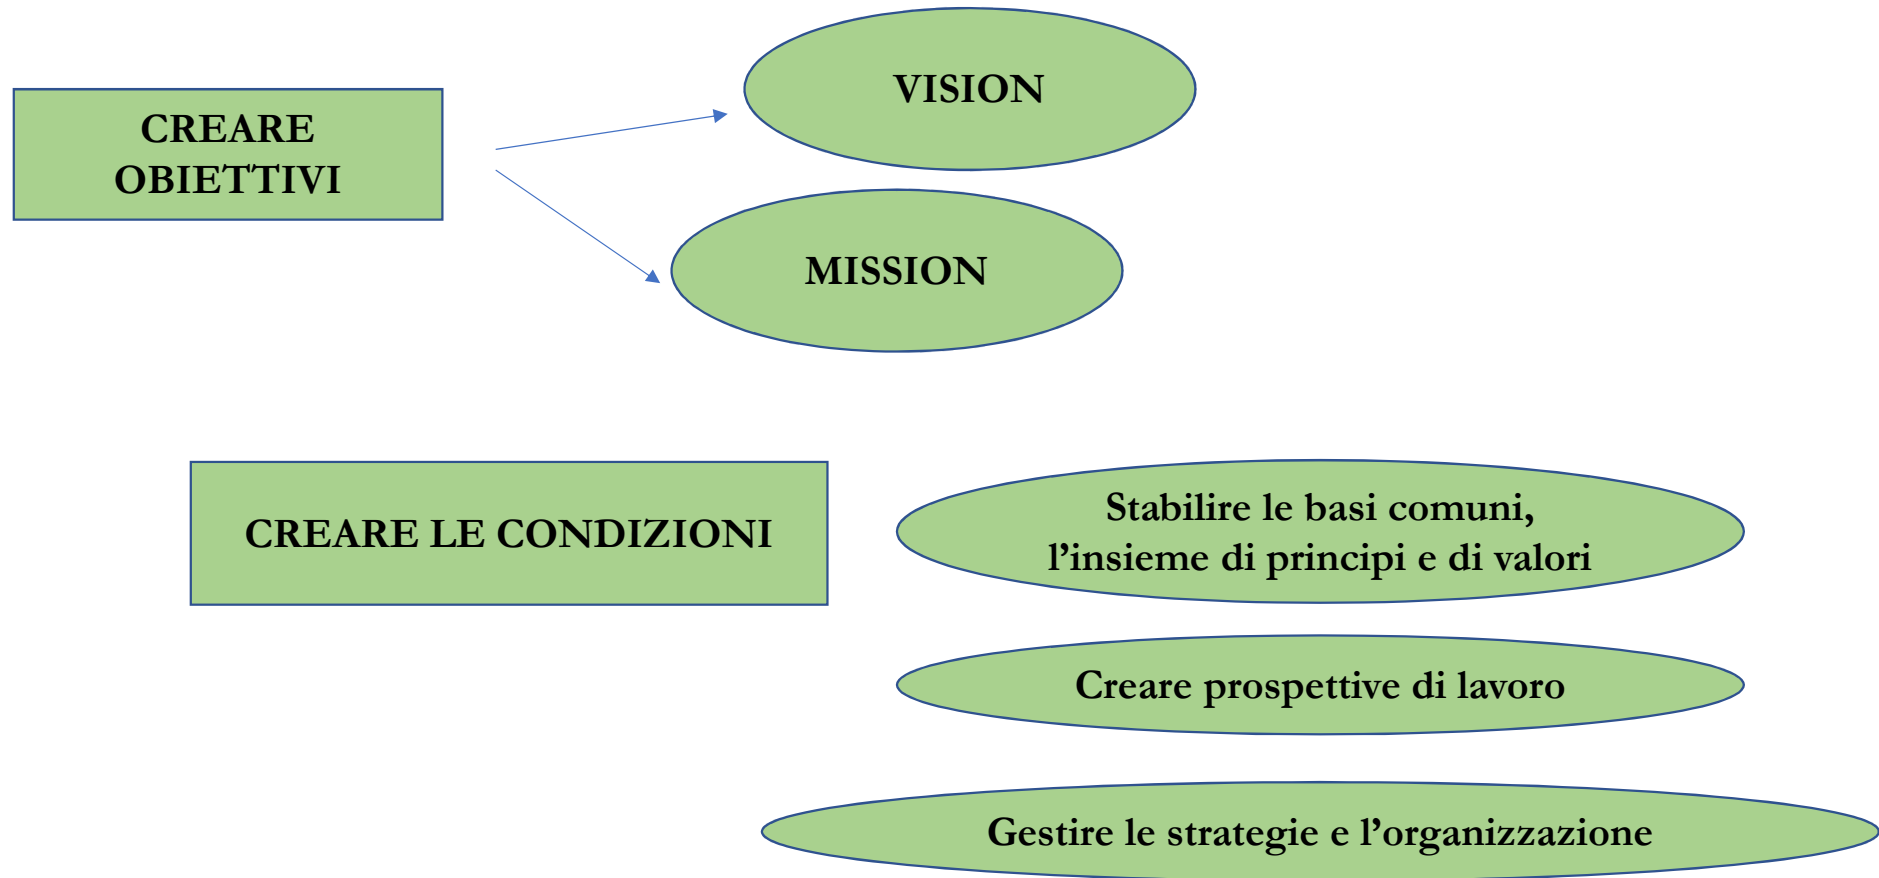 VISION
CREARE
OBIETTIVI
MISSION
CREARE LE CONDIZIONI
Stabilire le basi comuni,
l’insieme di principi e di valori
Creare prospettive di lavoro
Gestire le strategie e l’organizzazione